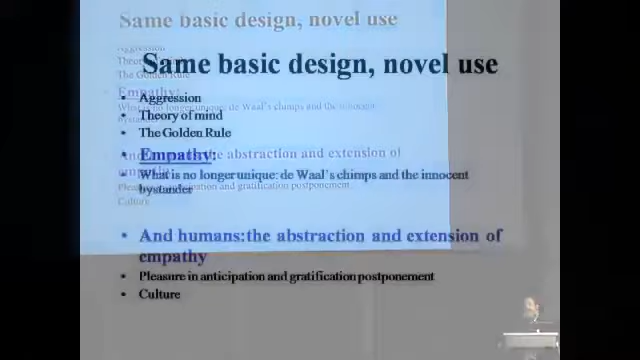 Same basic design, novel use
Same basic design, novel use
Aggression
Theory of mind
The Golden Rule
Empathy:
What is no longer unique: de Waal's chimps and the innocent
bystander
And humans:the abstraction and extension of
empathy
Pleasure in anticipation and gratification postponement
Culture